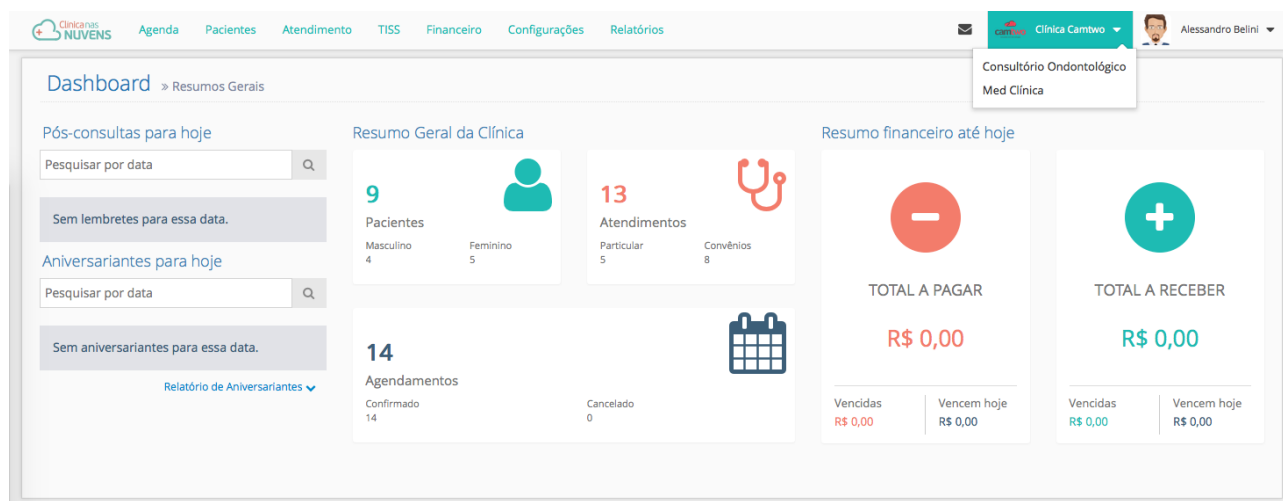 Clinicanas
NUVENS
Agenda
Pacientes
Atendimento
TISS
Financeiro
Configurações
Relatórios
camtwo
Clínica Camtwo
Alessandro Belini
Consultório Ondontológico
Med Clínica
Dashboard » Resumos Gerais
Pós-consultas para hoje
Pesquisar por data
Sem lembretes para essa data.
Aniversariantes para hoje
Pesquisar por data
Sem aniversariantes para essa data.
Relatório de Aniversariantes
Resumo Geral da Clínica
9
Pacientes
Masculino
4
Feminino
5
13
Atendimentos
Particular
5
Convênios
8
14
Agendamentos
Confirmado
14
Cancelado
0
Resumo financeiro até hoje
TOTAL A PAGAR
R$ 0,00
Vencidas
R$ 0,00
Vencem hoje
R$ 0,00
TOTAL A RECEBER
R$ 0,00
Vencidas
R$ 0,00
Vencem hoje
R$ 0,00